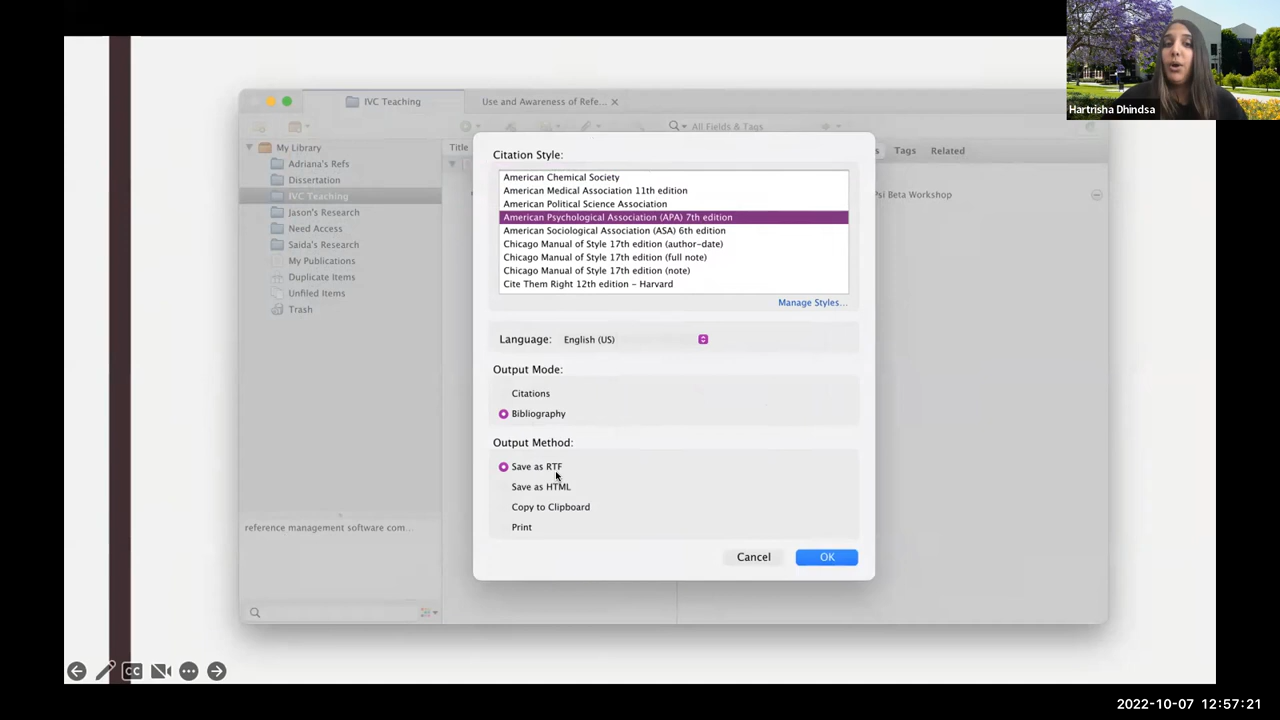 Hartrisha Dhindsa
IVC Teaching
Use and Awareness of Refe... ×
All Fields & Tags
My Library
Adriana's Refs
Dissertation
IVC Teaching
Jason's Research
Need Access
Saida's Research
My Publications
Duplicate Items
Unfiled Items
Trash
reference management software com...
Title
Tags
Related
Psi Beta Workshop
Citation Style:
American Chemical Society
American Medical Association 11th edition
American Political Science Association
American Psychological Association (APA) 7th edition
American Sociological Association (ASA) 6th edition
Chicago Manual of Style 17th edition (author-date)
Chicago Manual of Style 17th edition (full note)
Chicago Manual of Style 17th edition (note)
Cite Them Right 12th edition - Harvard
Manage Styles...
Language: English (US)
Output Mode:
Citations
Bibliography
Output Method:
Save as RTF
Save as HTML
Copy to Clipboard
Print
Cancel
OK
CC
2022-10-07 12:57:21